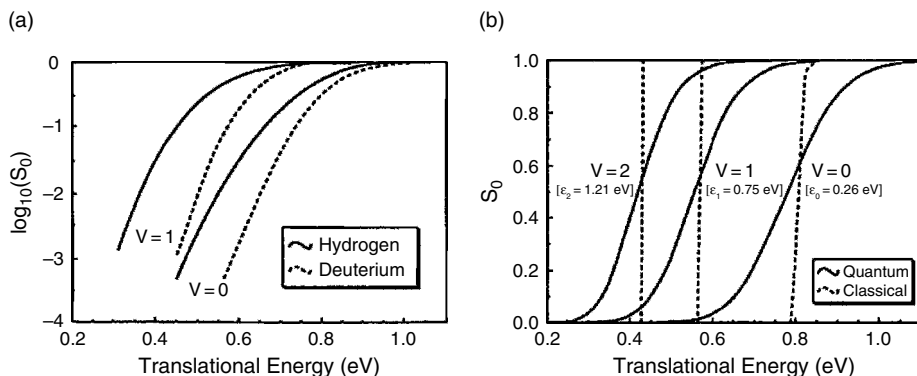 (a)
0
−1
−2
−3
−4
log₁₀(S₀)
V = 1
V = 0
Hydrogen
Deuterium
0.2 0.4 0.6 0.8 1.0
Translational Energy (eV)
(b)
1.0
0.8
0.6
0.4
0.2
0.0
S₀
V = 2
[ε₂ = 1.21 eV]
V = 1
[ε₁ = 0.75 eV]
V = 0
[ε₀ = 0.26 eV]
Quantum
Classical
0.2 0.4 0.6 0.8 1.0
Translational Energy (eV)